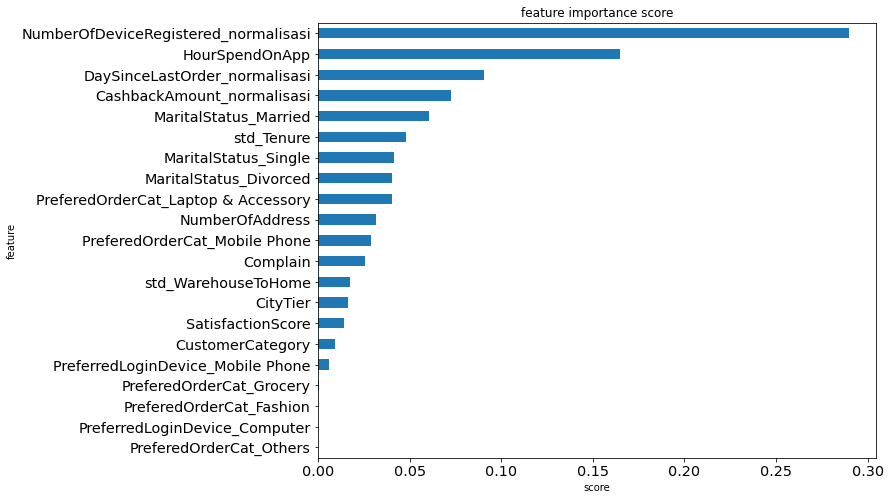 feature importance score
NumberOfDeviceRegistered_normalisasi
HourSpendOnApp
DaySinceLastOrder_normalisasi
CashbackAmount_normalisasi
MaritalStatus_Married
std_Tenure
MaritalStatus_Single
MaritalStatus_Divorced
PreferedOrderCat_Laptop & Accessory
NumberOfAddress
PreferedOrderCat_Mobile Phone
Complain
std_WarehouseToHome
CityTier
SatisfactionScore
CustomerCategory
PreferredLoginDevice_Mobile Phone
PreferedOrderCat_Grocery
PreferedOrderCat_Fashion
PreferredLoginDevice_Computer
PreferedOrderCat_Others
feature
0.00 0.05 0.10 0.15 0.20 0.25 0.30
score